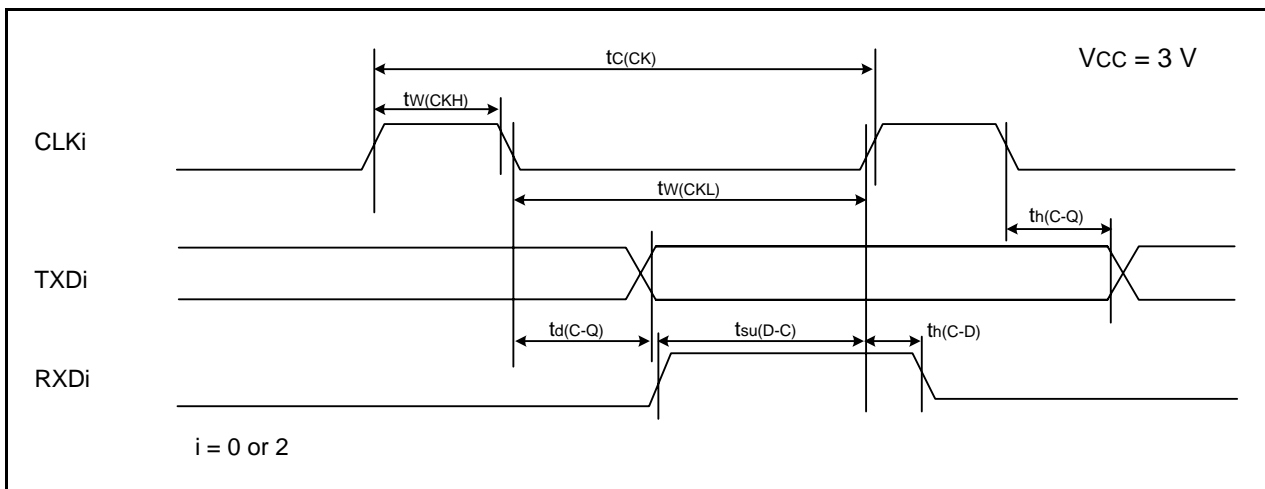 tC(CK)
VCC = 3 V
tW(CKH)
CLKi
tW(CKL)
th(C-Q)
TXDi
td(C-Q)
tsu(D-C)
th(C-D)
RXDi
i = 0 or 2